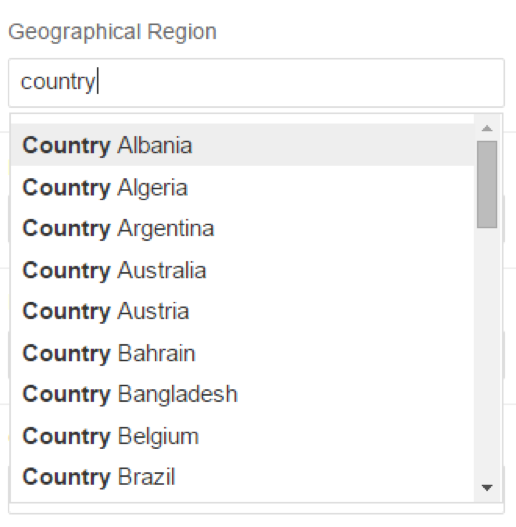 Geographical Region
country
Country Albania
Country Algeria
Country Argentina
Country Australia
Country Austria
Country Bahrain
Country Bangladesh
Country Belgium
Country Brazil